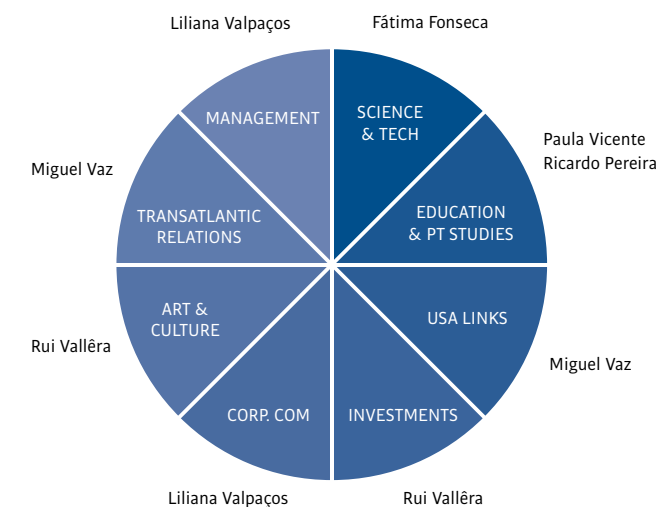 Liliana Valpaços
Fátima Fonseca
MANAGEMENT
SCIENCE
& TECH
Paula Vicente
Ricardo Pereira
Miguel Vaz
TRANSATLANTIC
RELATIONS
EDUCATION
& PT STUDIES
ART &
CULTURE
USA LINKS
Rui Vallêra
Miguel Vaz
CORP. COM
INVESTMENTS
Liliana Valpaços
Rui Vallêra